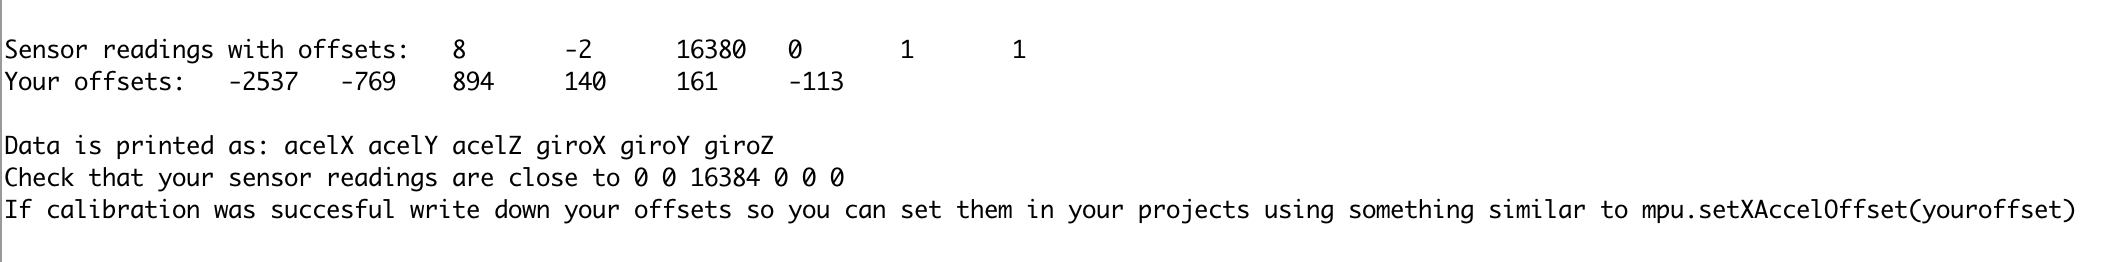 Sensor readings with offsets:	8	-2	16380	0	1	1
Your offsets:	-2537	-769	894	140	161	-113
Data is printed as: acelX acelY acelZ giroX giroY giroZ
Check that your sensor readings are close to 0 0 16384 0 0 0
If calibration was succesful write down your offsets so you can set them in your projects using something similar to mpu.setXAccelOffset(youroffset)